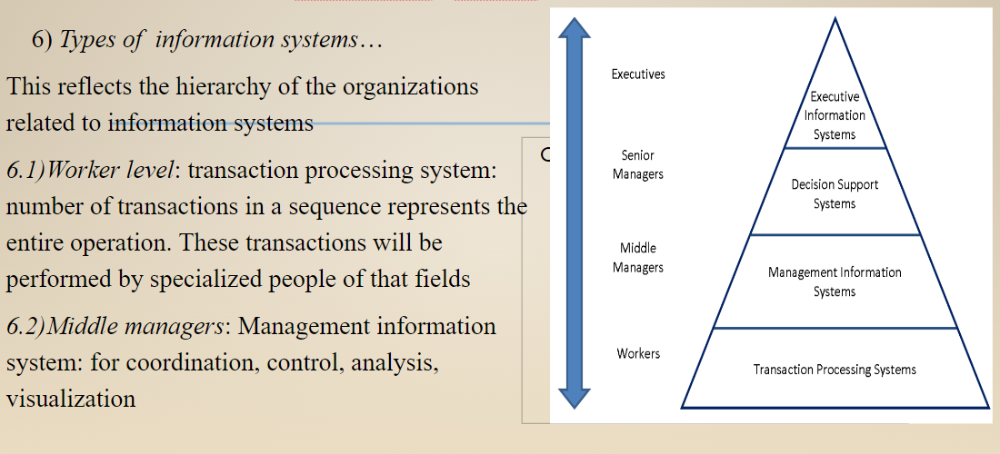 6) Types of information systems…
This reflects the hierarchy of the organizations
related to information systems
6.1)Worker level: transaction processing system:
number of transactions in a sequence represents the
entire operation. These transactions will be
performed by specialized people of that fields
6.2)Middle managers: Management information
system: for coordination, control, analysis,
visualization
Executives
Senior
Managers
Middle
Managers
Workers
Executive
Information
Systems
Decision Support
Systems
Management Information
Systems
Transaction Processing Systems